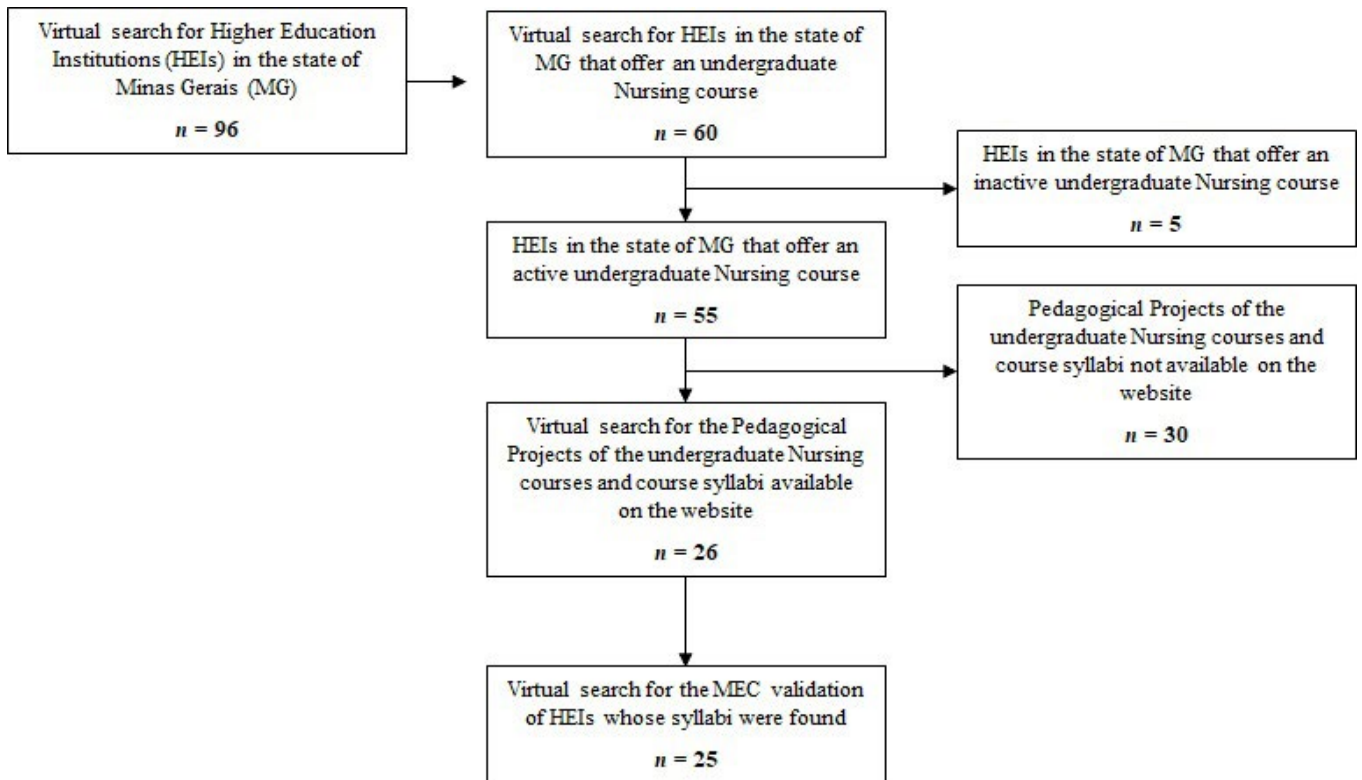 Virtual search for Higher Education
Institutions (HEIs) in the state of
Minas Gerais (MG)
n = 96
Virtual search for HEIs in the state of
MG that offer an undergraduate
Nursing course
n = 60
HEIs in the state of MG that offer an
inactive undergraduate Nursing course
n = 5
HEIs in the state of MG that offer an
active undergraduate Nursing course
n = 55
Pedagogical Projects of the
undergraduate Nursing courses and
course syllabi not available on the
website
n = 30
Virtual search for the Pedagogical
Projects of the undergraduate Nursing
courses and course syllabi available
on the website
n = 26
Virtual search for the MEC validation
of HEIs whose syllabi were found
n = 25